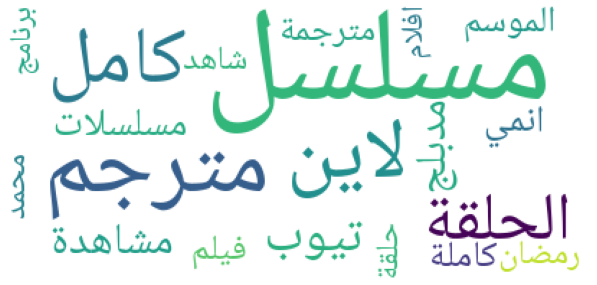 برنامج
افلام
مترجمة
الموسم
كامل
شاهد
مسلسل
انمي
مسلسلات
مدبلج
لاين
مترجم
محمد
الحلقة
مشاهدة
فيلم
تيوب
حلقة
كاملة
رمضان